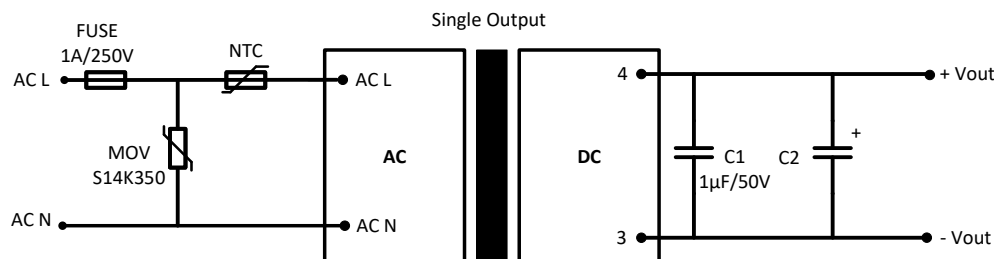 Single Output
FUSE
1A/250V
NTC
AC L
AC L
4
+ Vout
MOV
S14K350
AC
DC
C1
1µF/50V
C2
+
AC N
AC N
3
- Vout